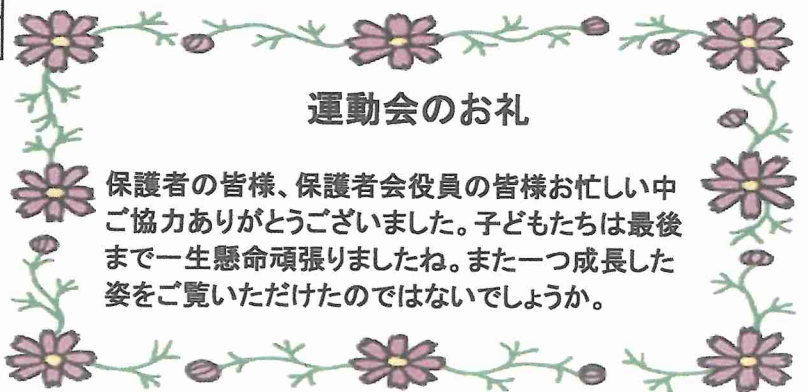 運動会のお礼
保護者の皆様、保護者会役員の皆様お忙しい中
ご協力ありがとうございました。子どもたちは最後
まで一生懸命頑張りましたね。また一つ成長した
姿をご覧いただけたのではないでしょうか。